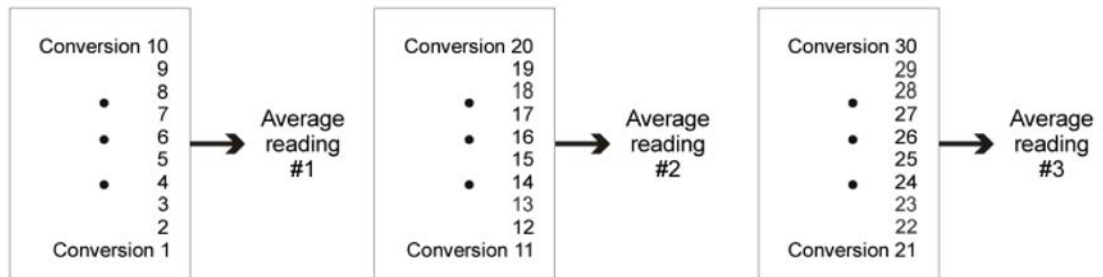 Conversion 10
9
8
7
6
5
4
3
2
Conversion 1
Average
reading
#1
Conversion 20
19
18
17
16
15
14
13
12
Conversion 11
Average
reading
#2
Conversion 30
29
28
27
26
25
24
23
22
Conversion 21
Average
reading
#3